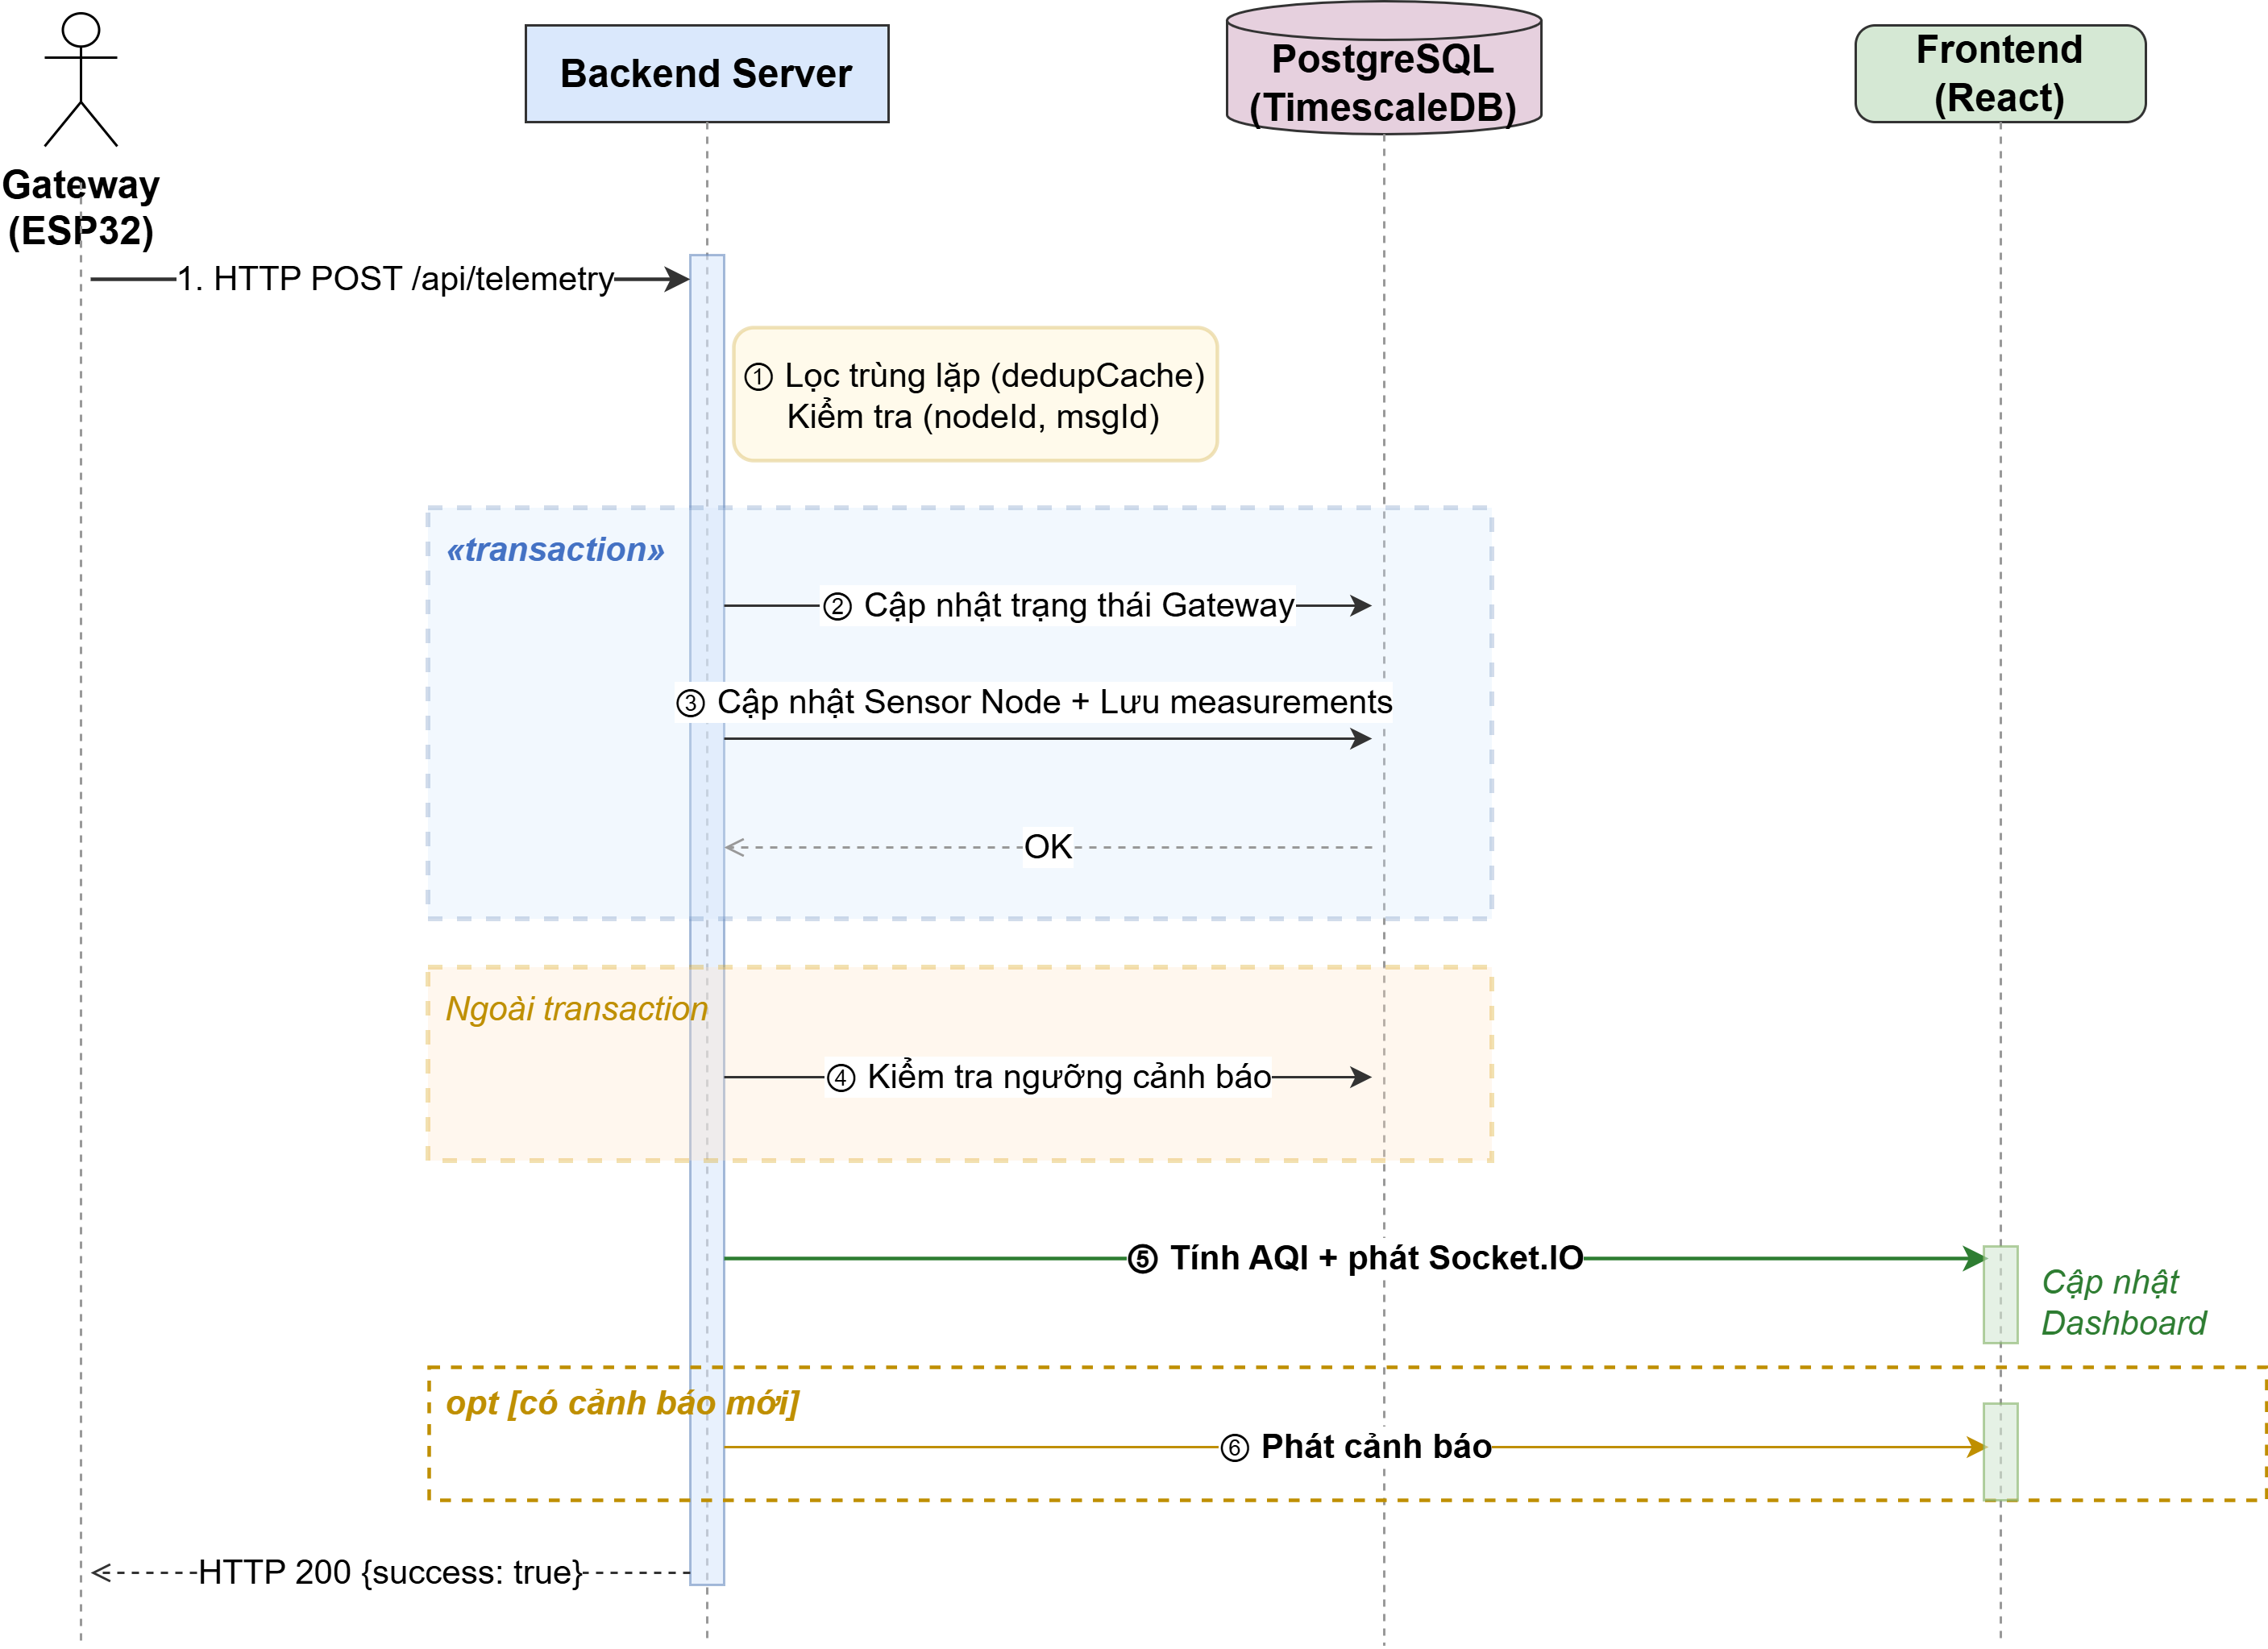 Backend Server
PostgreSQL
(TimescaleDB)
Frontend
(React)
Gateway
(ESP32)
1. HTTP POST /api/telemetry
① Lọc trùng lặp (dedupCache)
Kiểm tra (nodeId, msgId)
«transaction»
② Cập nhật trạng thái Gateway
③ Cập nhật Sensor Node + Lưu measurements
OK
Ngoài transaction
④ Kiểm tra ngưỡng cảnh báo
⑤ Tính AQI + phát Socket.IO
Cập nhật
Dashboard
opt [có cảnh báo mới]
⑥ Phát cảnh báo
HTTP 200 {success: true}